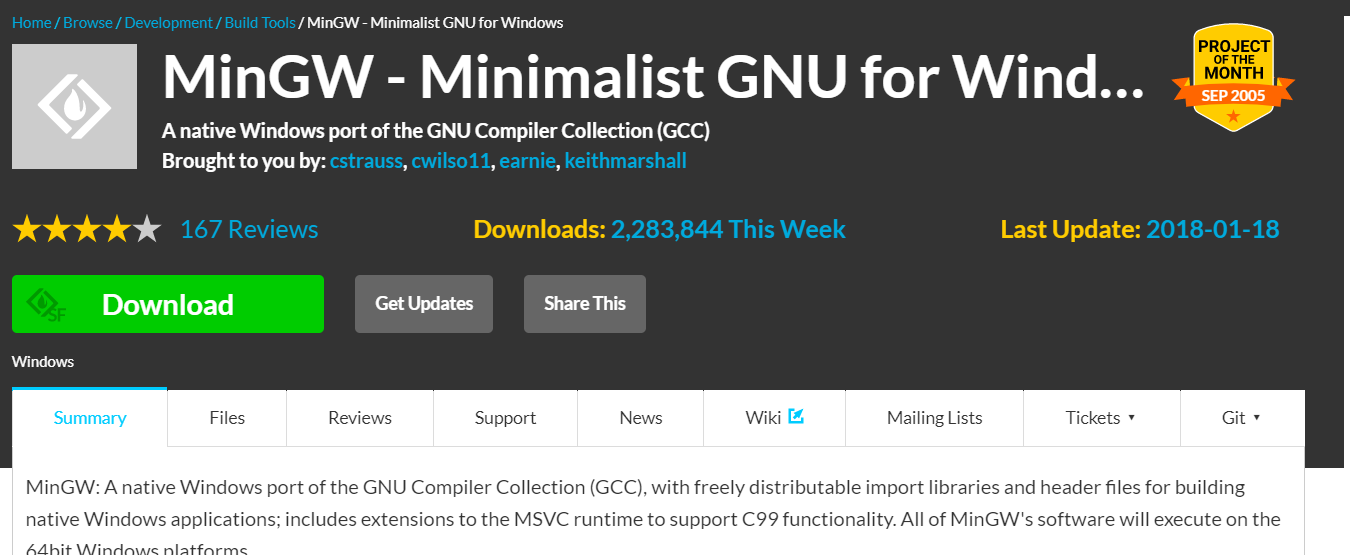 Home / Browse / Development / Build Tools / MinGW - Minimalist GNU for Windows
MinGW - Minimalist GNU for Wind...
PROJECT
OF THE
MONTH
SEP 2005
A native Windows port of the GNU Compiler Collection (GCC)
Brought to you by: cstrauss, cwilso11, earnie, keithmarshall
167 Reviews
Downloads: 2,283,844 This Week
Last Update: 2018-01-18
SF
Download
Get Updates
Share This
Windows
Summary
Files
Reviews
Support
News
Wiki
Mailing Lists
Tickets ▾
Git ▾
MinGW: A native Windows port of the GNU Compiler Collection (GCC), with freely distributable import libraries and header files for building
native Windows applications; includes extensions to the MSVC runtime to support C99 functionality. All of MinGW's software will execute on the
64bit Windows platforms.